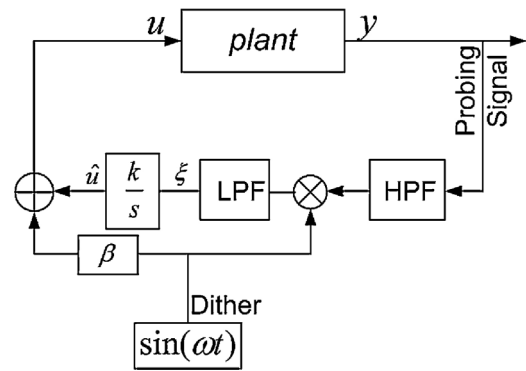 u
plant
y
Probing
Signal
û
k
s
ξ
LPF
HPF
β
Dither
sin(ωt)